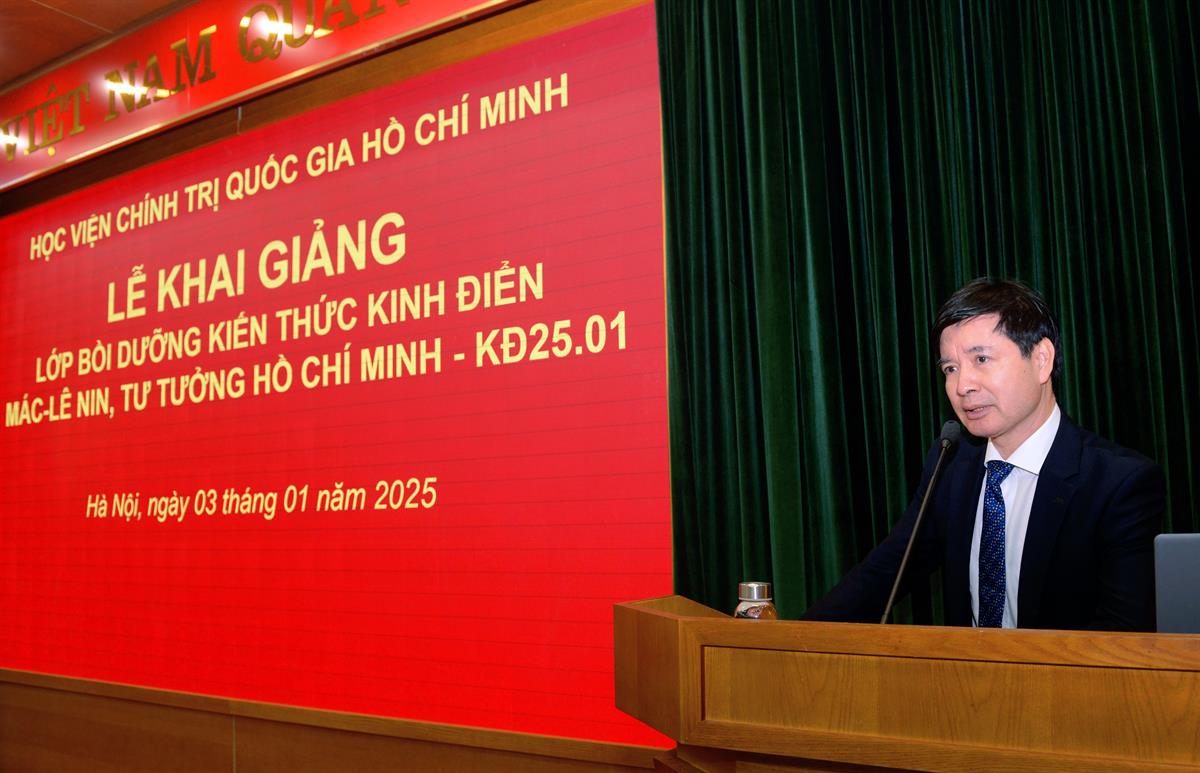 VIỆT NAM QUAN
HỌC VIỆN CHÍNH TRỊ QUỐC GIA HỒ CHÍ MINH
LỄ KHAI GIẢNG
LỚP BỒI DƯỠNG KIẾN THỨC KINH ĐIỂN
MÁC-LÊ NIN, TƯ TƯỞNG HỒ CHÍ MINH - KĐ25.01
Hà Nội, ngày 03 tháng 01 năm 2025